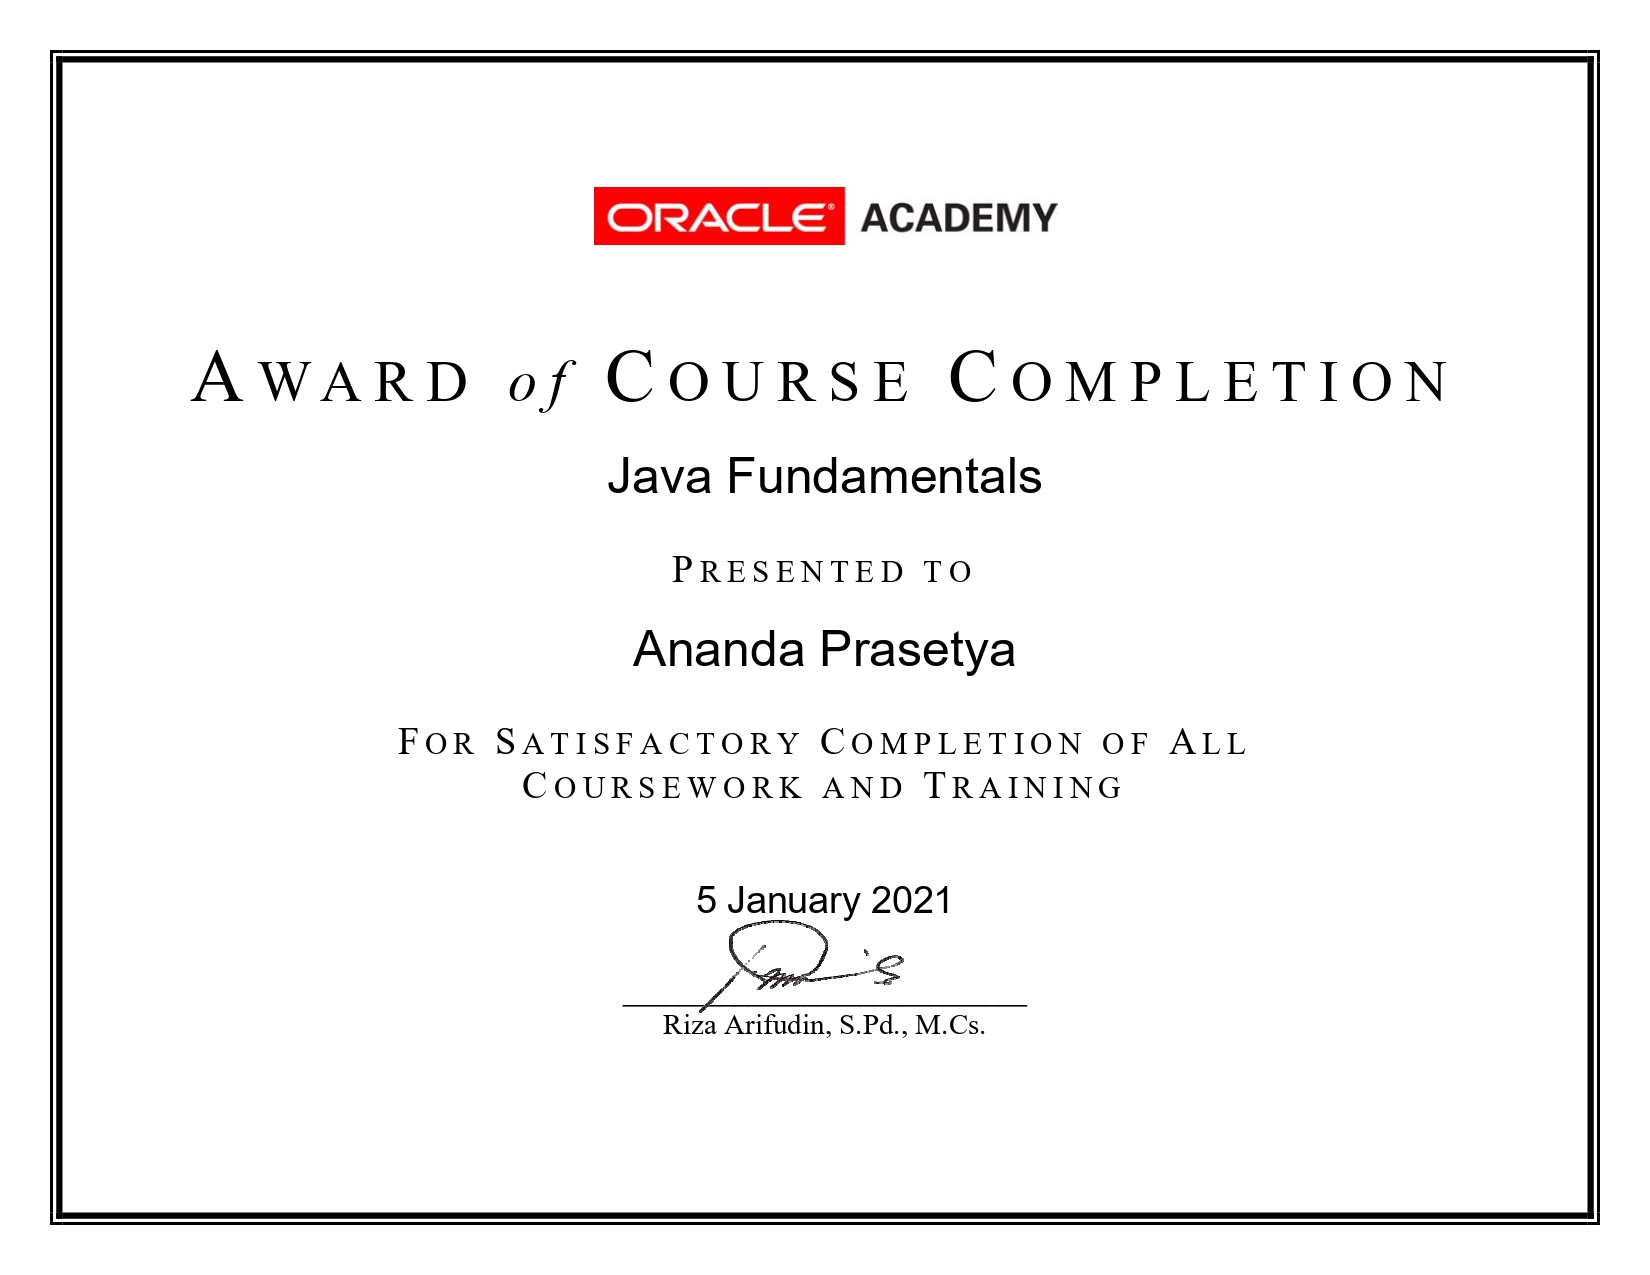 ORACLE® ACADEMY
AWARD of COURSE COMPLETION
Java Fundamentals
PRESENTED TO
Ananda Prasetya
FOR SATISFACTORY COMPLETION OF ALL
COURSEWORK AND TRAINING
5 January 2021
Riza Arifudin, S.Pd., M.Cs.